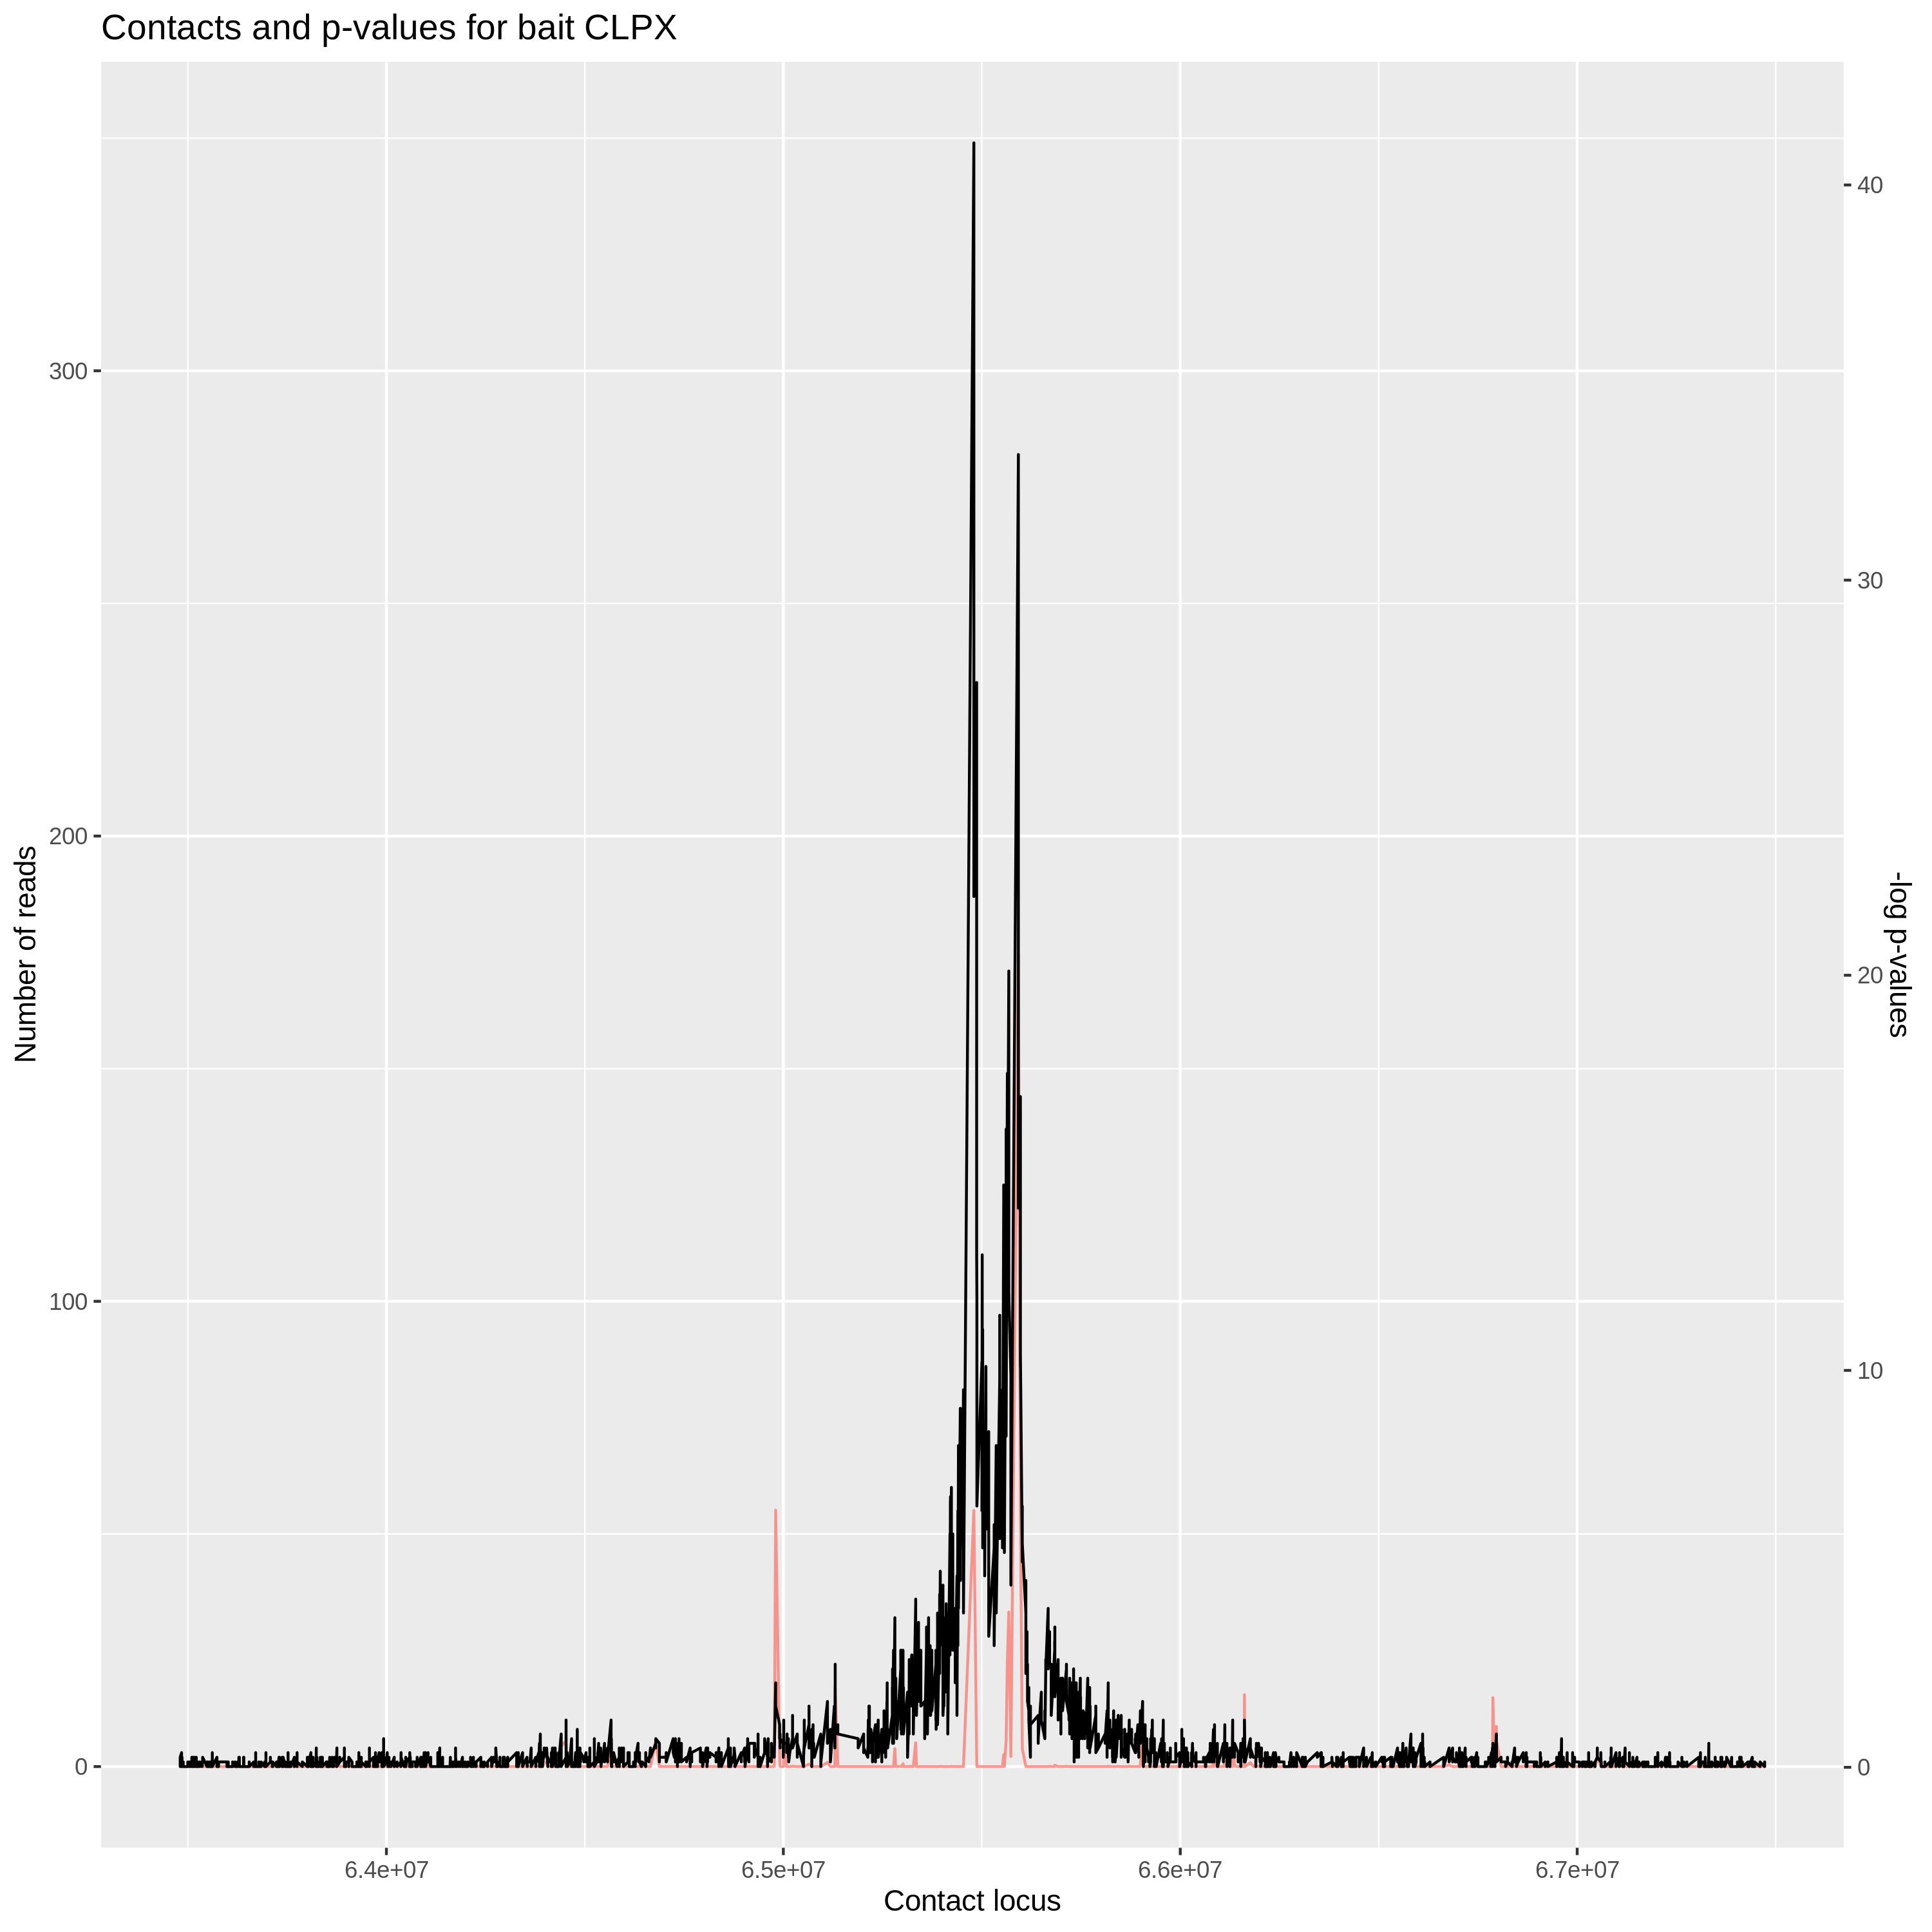 Contacts and p-values for bait CLPX
300
200
100
0
Number of reads
40
30
20
10
0
-log p-values
6.4e+07
6.5e+07
6.6e+07
6.7e+07
Contact locus